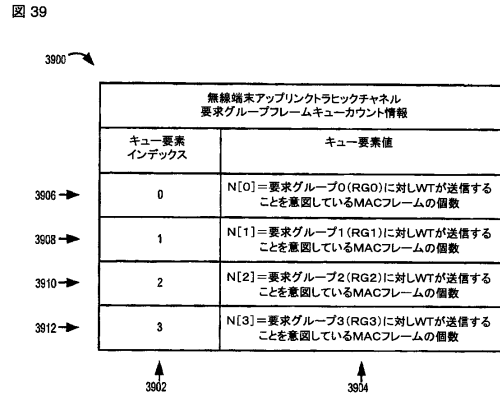 図 39
3900
無線端末アップリンクトラヒックチャネル
要求グループフレームキューカウント情報
キュー要素
インデックス
キュー要素値
3906
0
N[0]=要求グループ0(RG0)に対しWTが送信する
ことを意図しているMACフレームの個数
3908
1
N[1]=要求グループ1(RG1)に対しWTが送信する
ことを意図しているMACフレームの個数
3910
2
N[2]=要求グループ2(RG2)に対しWTが送信する
ことを意図しているMACフレームの個数
3912
3
N[3]=要求グループ3(RG3)に対しWTが送信する
ことを意図しているMACフレームの個数
3902
3904